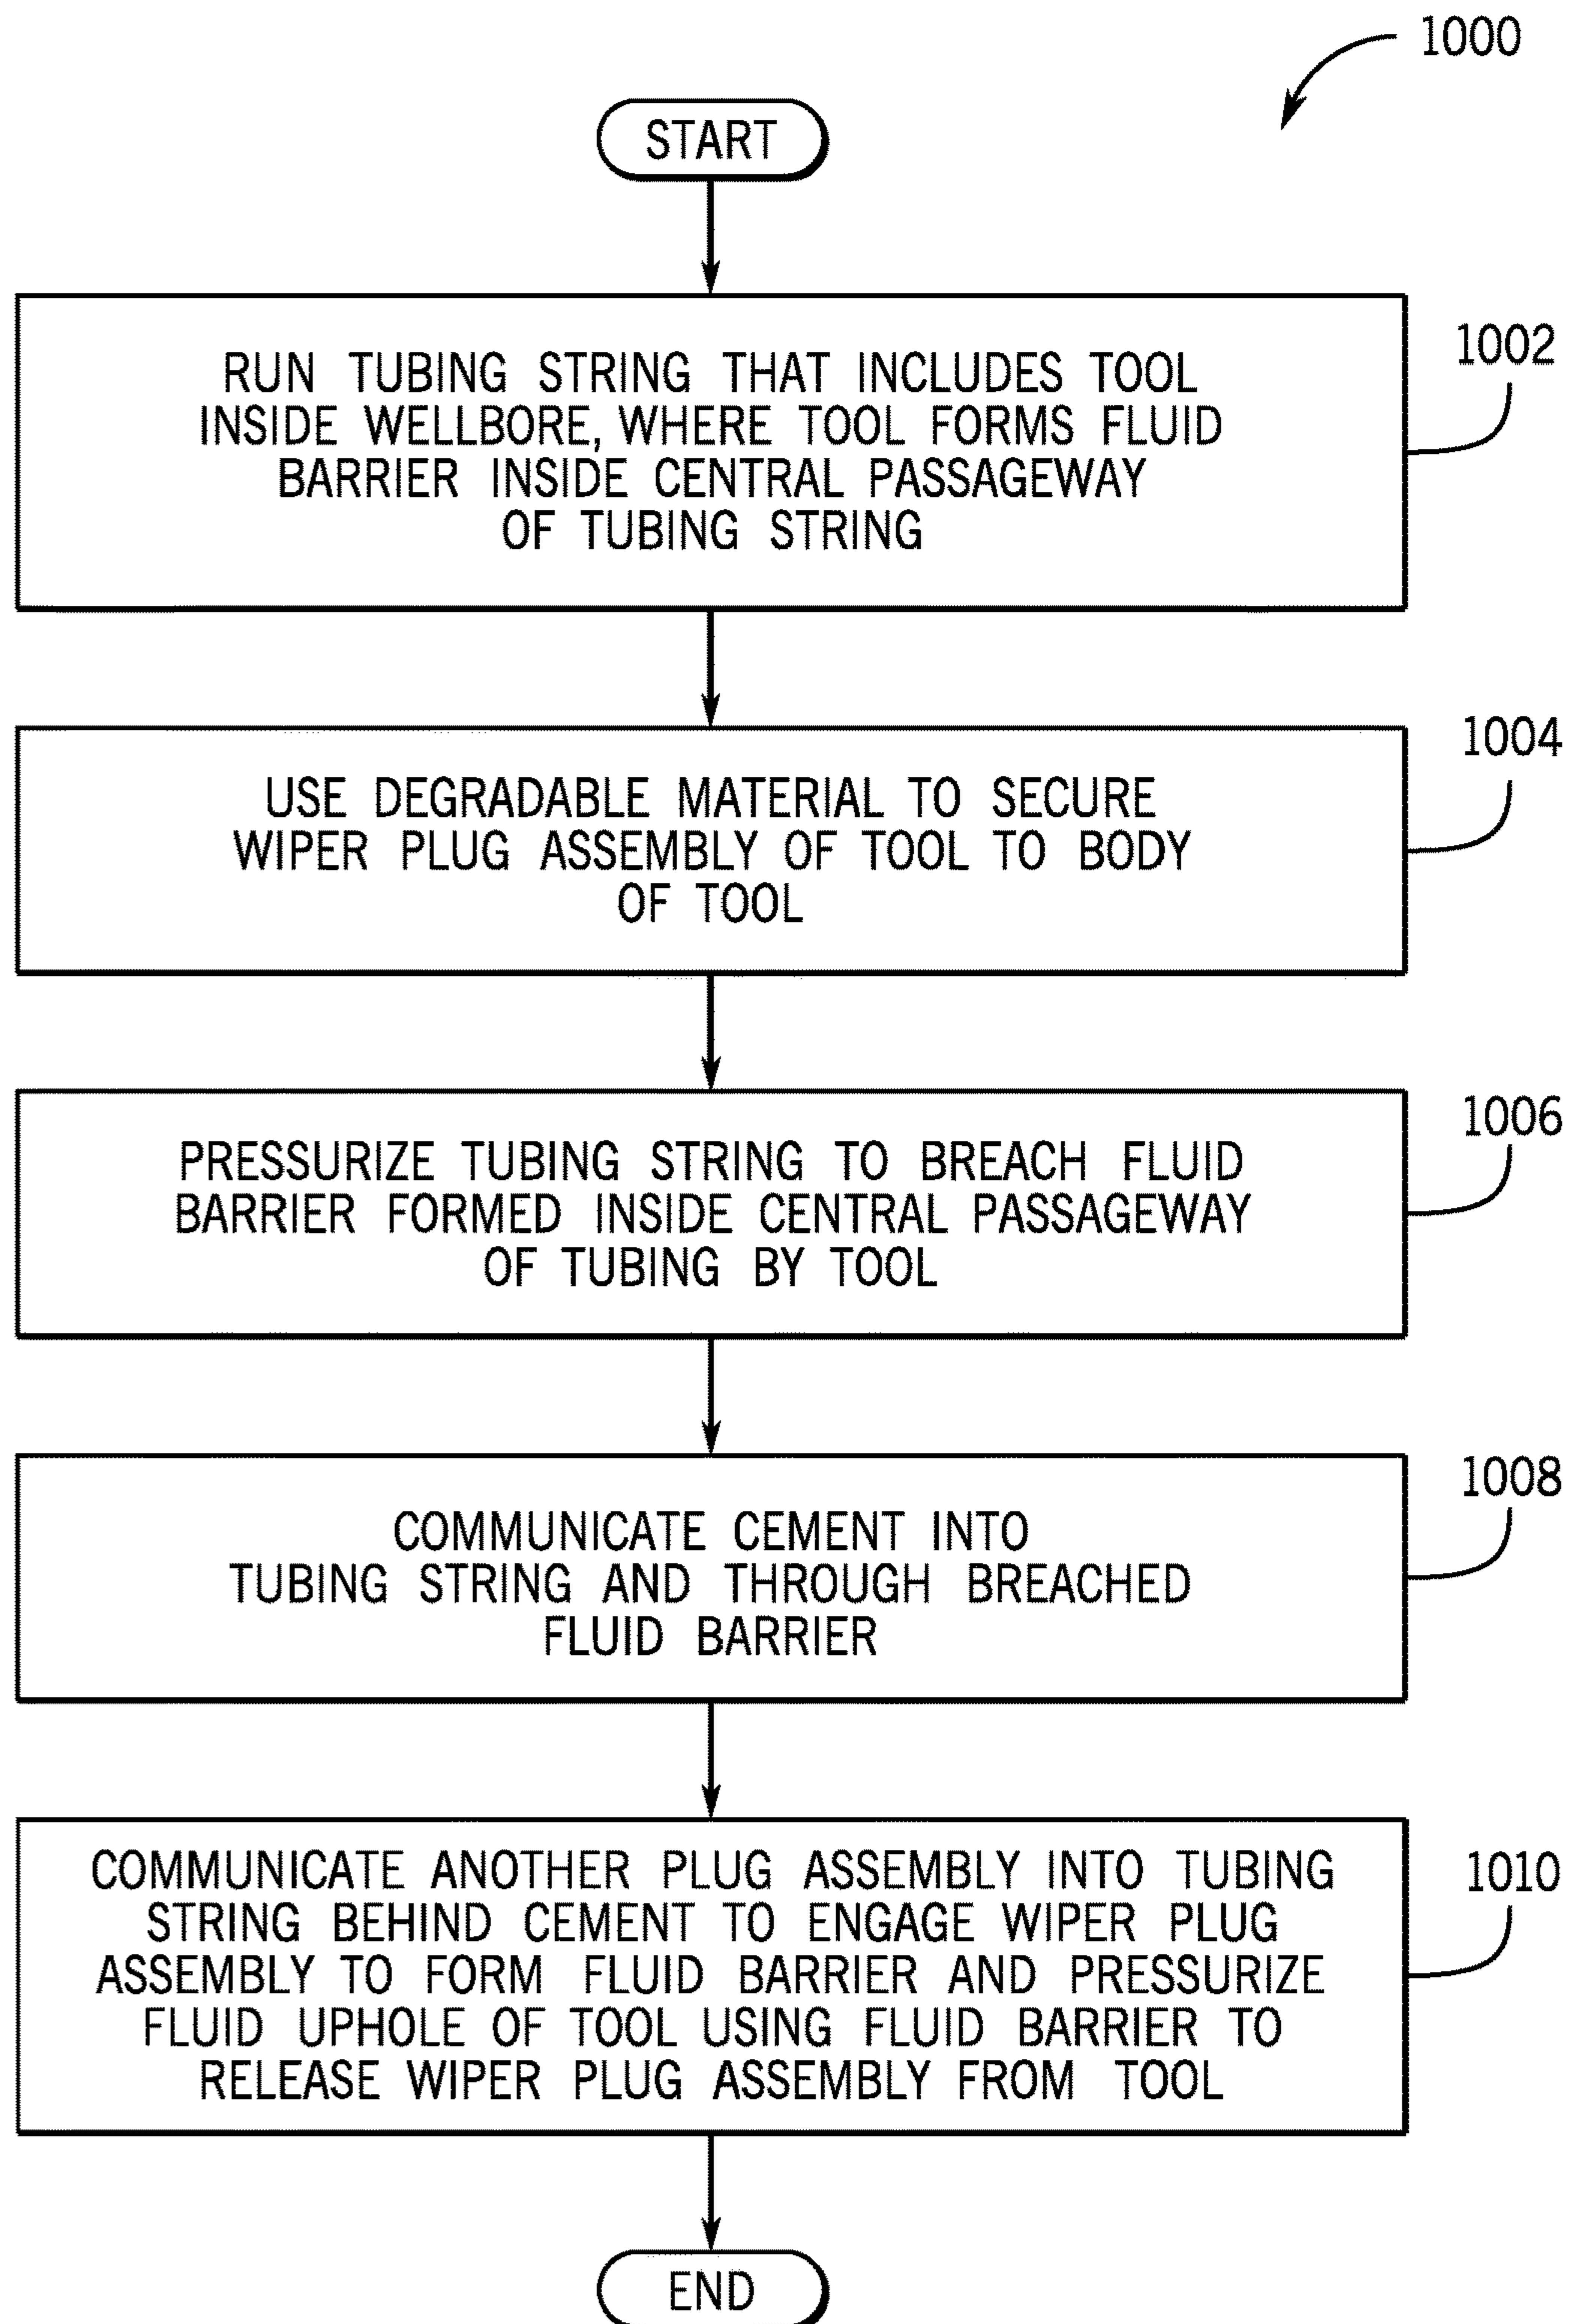 1000
START
RUN TUBING STRING THAT INCLUDES TOOL
INSIDE WELLBORE, WHERE TOOL FORMS FLUID
BARRIER INSIDE CENTRAL PASSAGEWAY
OF TUBING STRING
1002
USE DEGRADABLE MATERIAL TO SECURE
WIPER PLUG ASSEMBLY OF TOOL TO BODY
OF TOOL
1004
PRESSURIZE TUBING STRING TO BREACH FLUID
BARRIER FORMED INSIDE CENTRAL PASSAGEWAY
OF TUBING BY TOOL
1006
COMMUNICATE CEMENT INTO
TUBING STRING AND THROUGH BREACHED
FLUID BARRIER
1008
COMMUNICATE ANOTHER PLUG ASSEMBLY INTO TUBING
STRING BEHIND CEMENT TO ENGAGE WIPER PLUG
ASSEMBLY TO FORM FLUID BARRIER AND PRESSURIZE
FLUID UPHOLE OF TOOL USING FLUID BARRIER TO
RELEASE WIPER PLUG ASSEMBLY FROM TOOL
1010
END